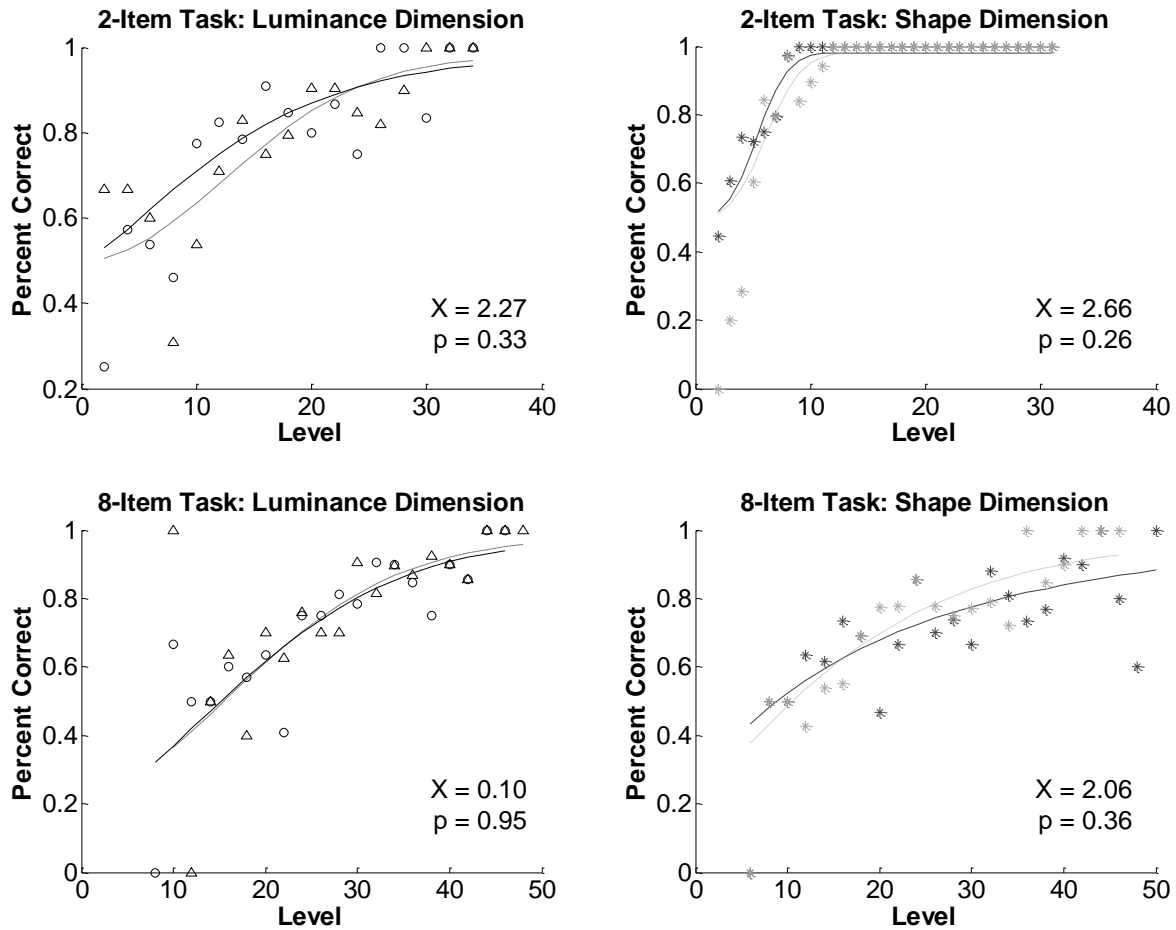 2-Item Task: Luminance Dimension
1
0.8
0.6
0.4
0.2
0
10
20
30
40
Percent Correct
Level
X = 2.27
p = 0.33
2-Item Task: Shape Dimension
1
0.8
0.6
0.4
0.2
0
0
10
20
30
40
Percent Correct
Level
X = 2.66
p = 0.26
8-Item Task: Luminance Dimension
1
0.8
0.6
0.4
0.2
0
0
10
20
30
40
50
Percent Correct
Level
X = 0.10
p = 0.95
8-Item Task: Shape Dimension
1
0.8
0.6
0.4
0.2
0
0
10
20
30
40
50
Percent Correct
Level
X = 2.06
p = 0.36